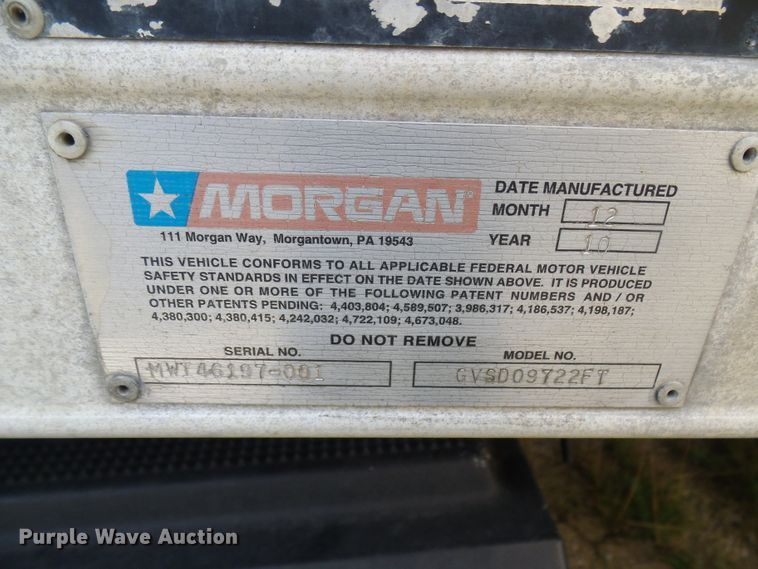 MORGAN
111 Morgan Way, Morgantown, PA 19543
DATE MANUFACTURED
MONTH 12
YEAR 10
THIS VEHICLE CONFORMS TO ALL APPLICABLE FEDERAL MOTOR VEHICLE
SAFETY STANDARDS IN EFFECT ON THE DATE SHOWN ABOVE. IT IS PRODUCED
UNDER ONE OR MORE OF THE FOLLOWING PATENT NUMBERS AND / OR
OTHER PATENTS PENDING: 4,403,804; 4,589,507; 3,986,317; 4,186,537; 4,198,187;
4,380,300; 4,380,415; 4,242,032; 4,722,109; 4,673,048.
DO NOT REMOVE
SERIAL NO.
MWT46197-001
MODEL NO.
GVSD09722FT
Purple Wave Auction